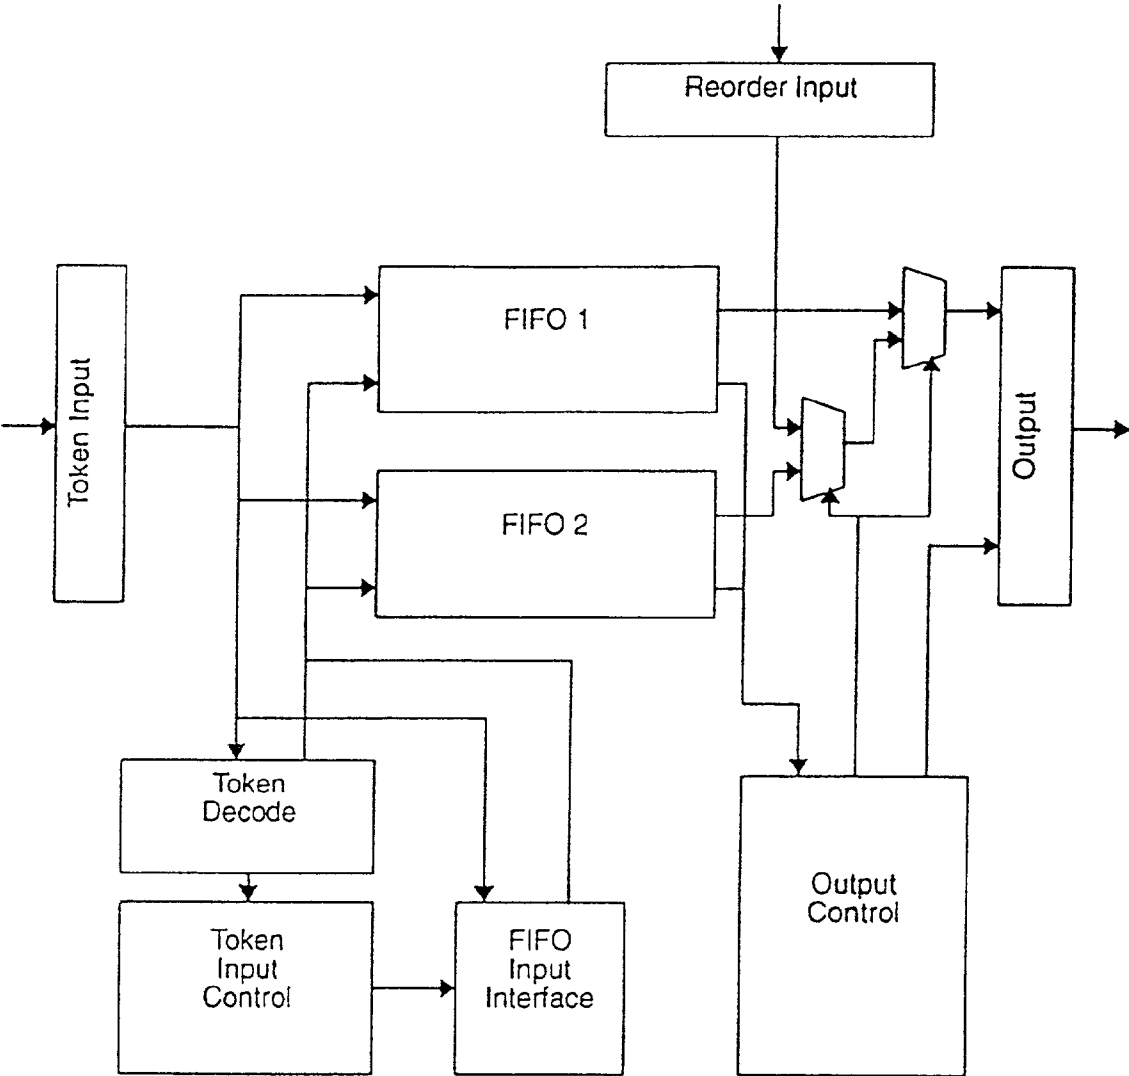 Reorder Input
Token Input
FIFO 1
FIFO 2
Output
Token
Decode
Token
Input
Control
FIFO
Input
Interface
Output
Control